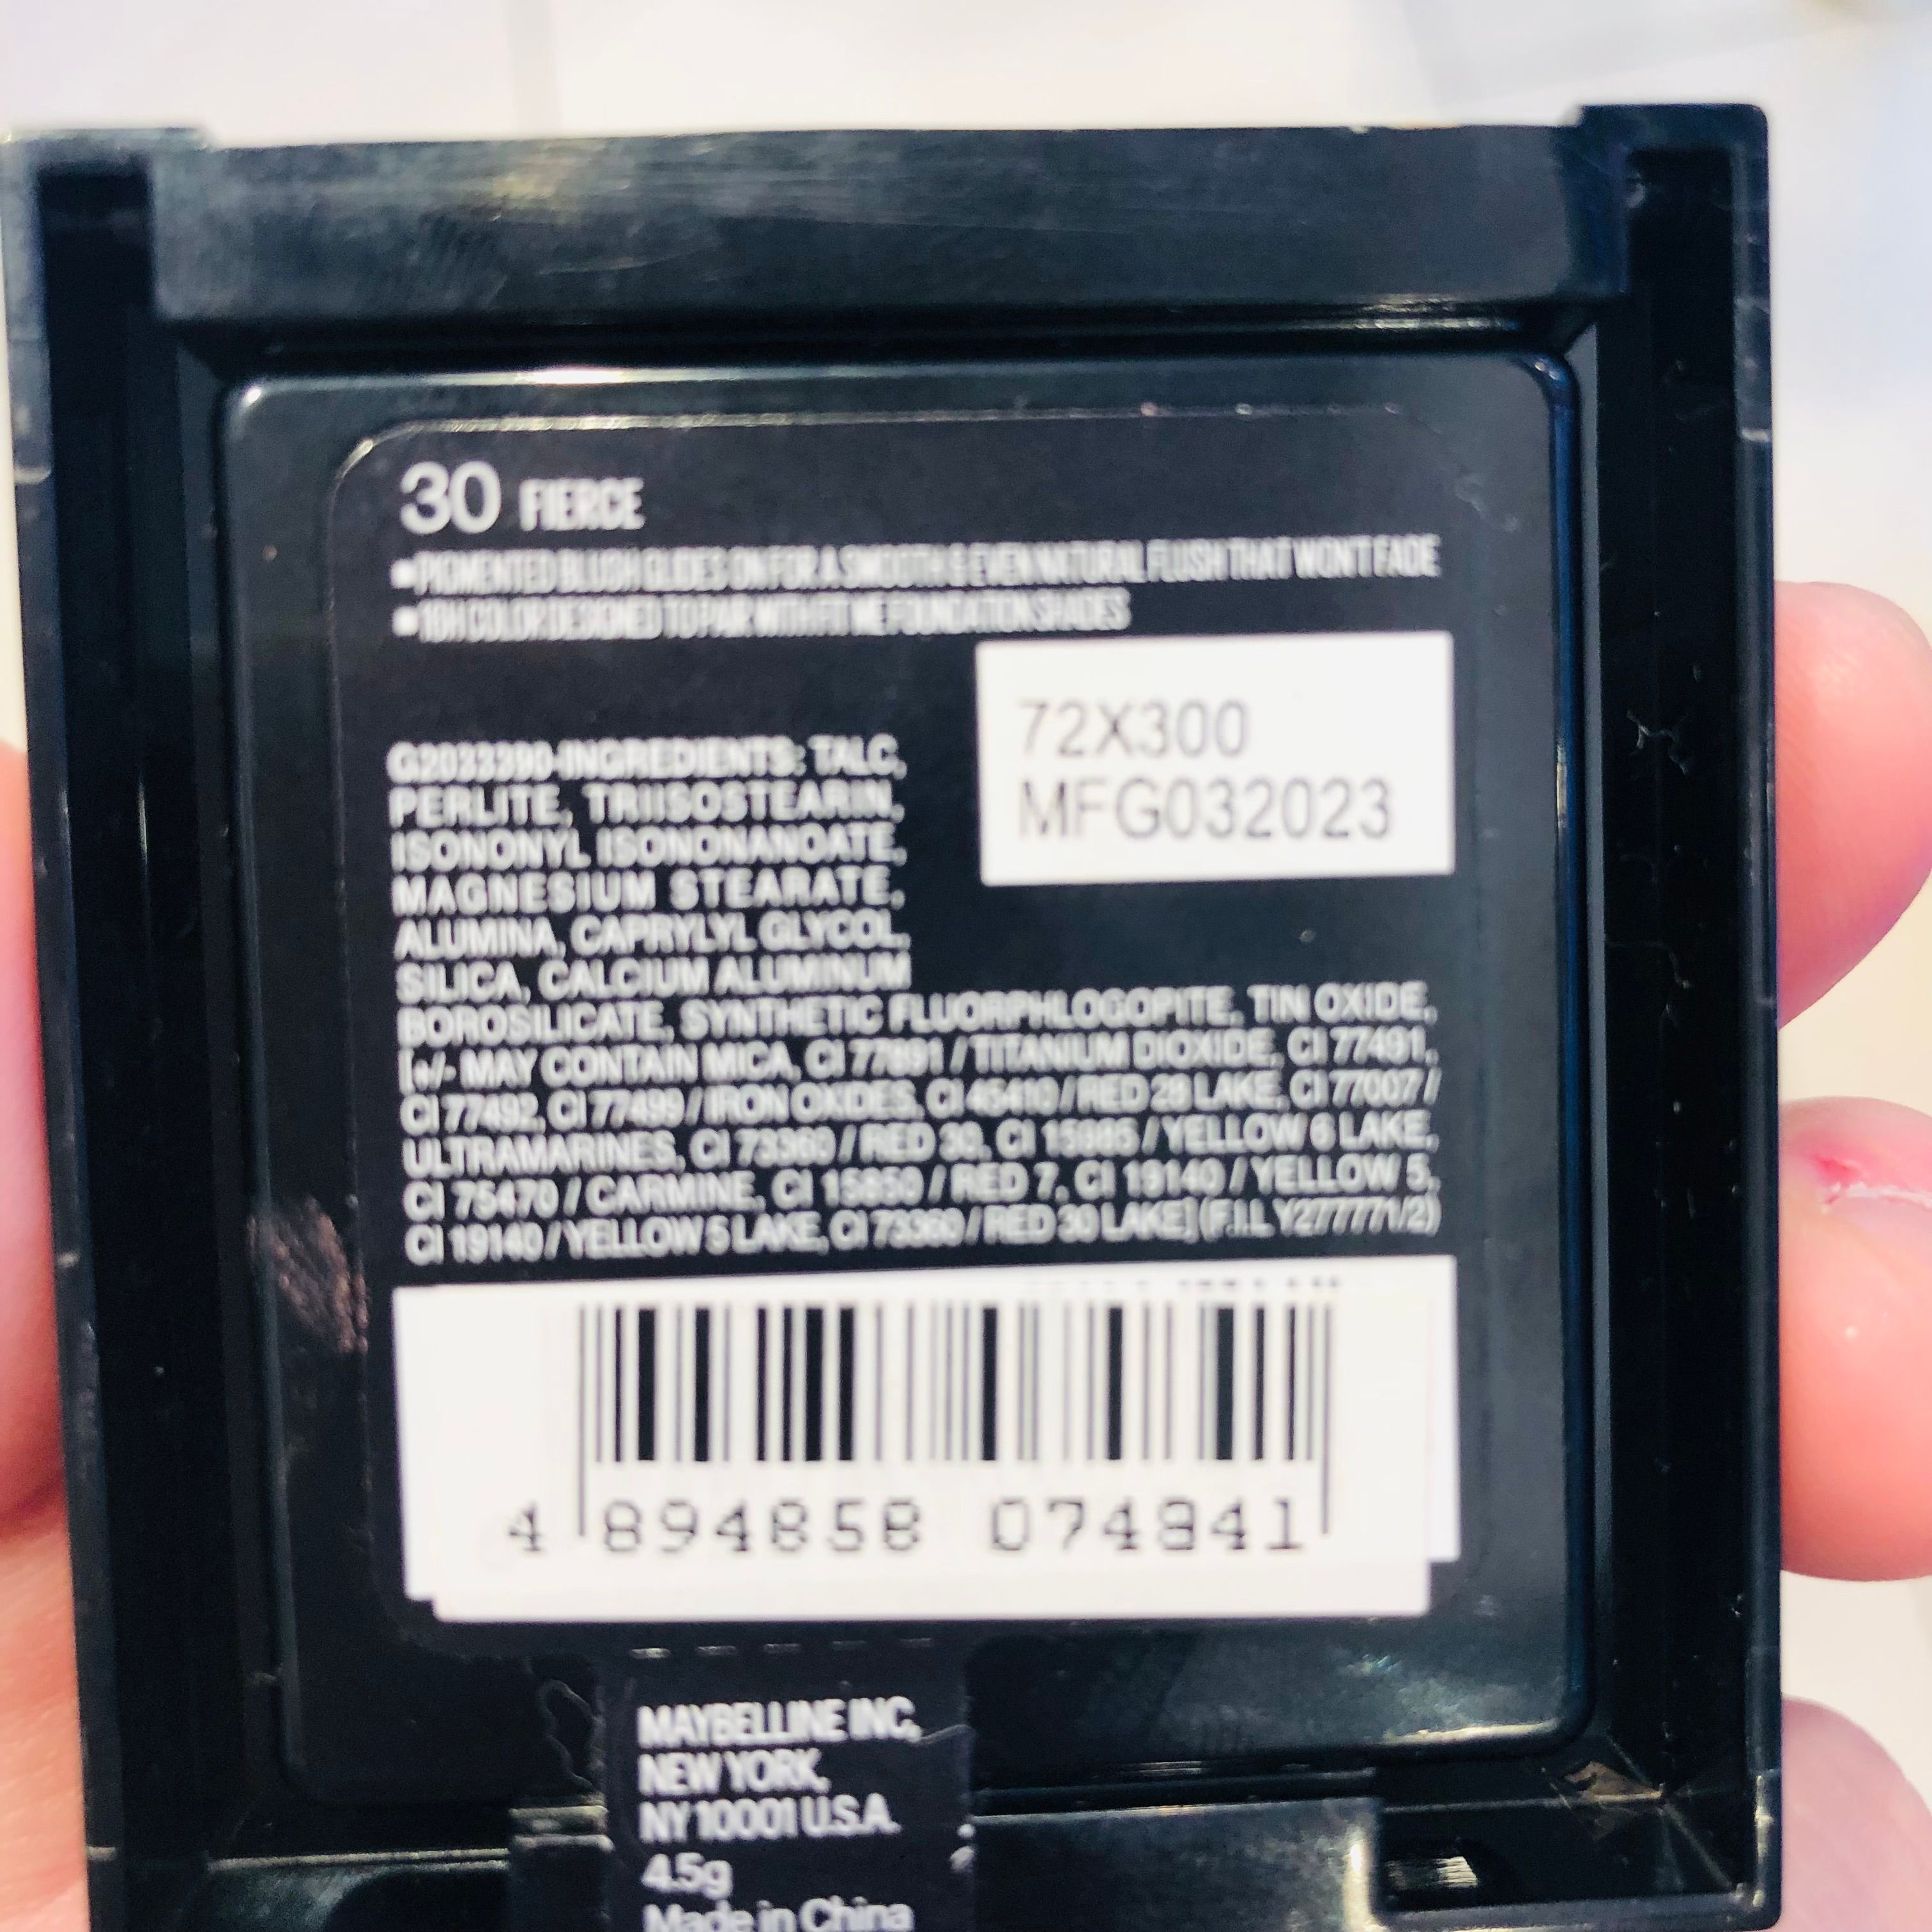 30 FIERCE
•PIGMENTED BLUSH GLIDES ON FOR A SMOOTH & EVEN NATURAL FLUSH THAT WON'T FADE
•16H COLOR DESIGNED TO PAIR WITH FIT ME FOUNDATION SHADES
72X300
MFG032023
G2033390-INGREDIENTS: TALC,
PERLITE, TRIISOSTEARIN,
ISONONYL ISONONANOATE,
MAGNESIUM STEARATE,
ALUMINA, CAPRYLYL GLYCOL,
SILICA, CALCIUM ALUMINUM
BOROSILICATE, SYNTHETIC FLUORPHLOGOPITE, TIN OXIDE,
[+/- MAY CONTAIN MICA, CI 77891 / TITANIUM DIOXIDE, CI 77491,
CI 77492, CI 77499 / IRON OXIDES, CI 45410 / RED 28 LAKE, CI 77007 /
ULTRAMARINES, CI 73360 / RED 30, CI 15985 / YELLOW 6 LAKE,
CI 75470 / CARMINE, CI 15850 / RED 7, CI 19140 / YELLOW 5,
CI 19140 / YELLOW 5 LAKE, CI 73360 / RED 30 LAKE] (F.I.L Y277771/2)
4 894858 074841
MAYBELLINE INC,
NEW YORK,
NY 10001 U.S.A.
4.5g
Made in China